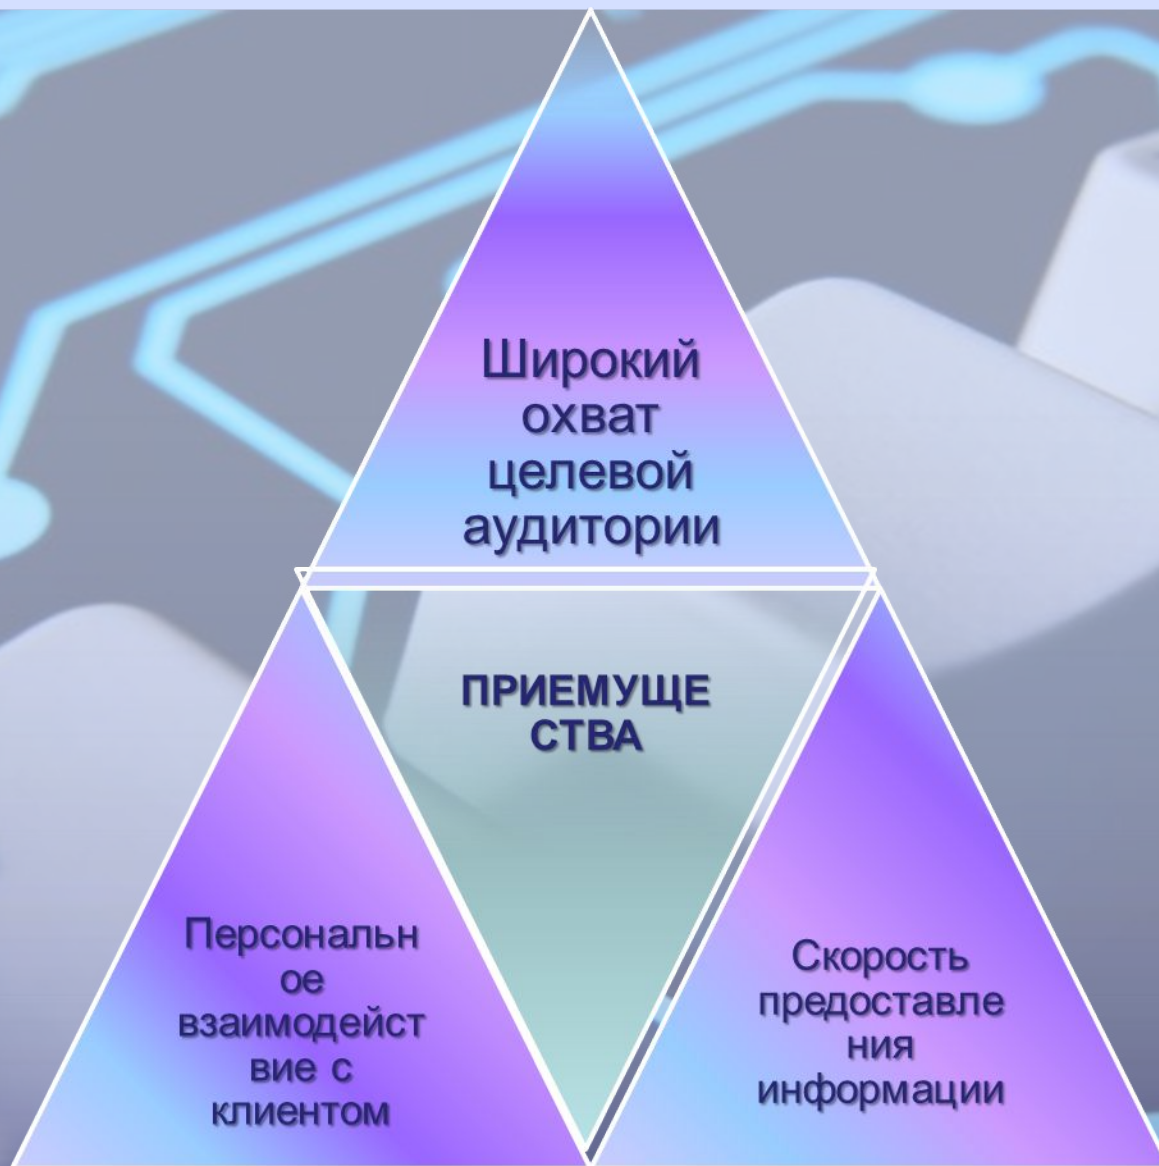 Широкий
охват
целевой
аудитории
ПРИЕМУЩЕ
СТВА
Персональн
ое
взаимодейст
вие с
клиентом
Скорость
предоставле
ния
информации